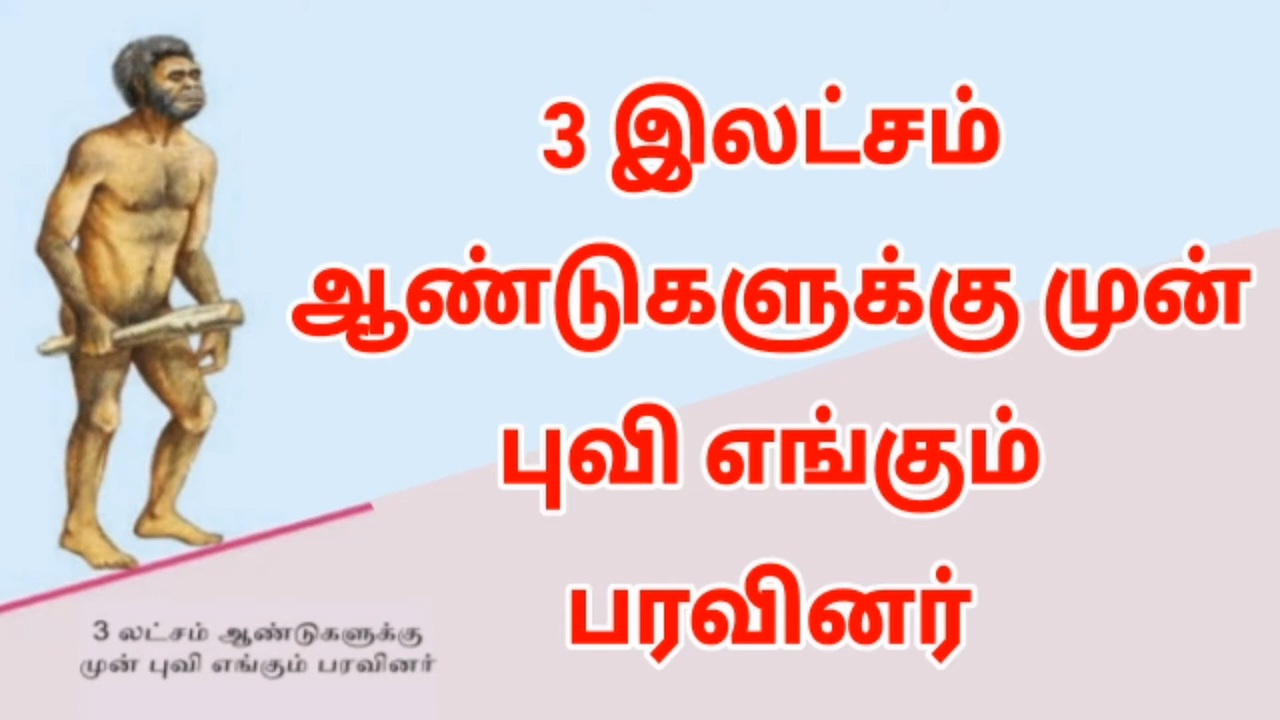 3 இலட்சம்
ஆண்டுகளுக்கு முன்
புவி எங்கும்
பரவினர்
3 லட்சம் ஆண்டுகளுக்கு
முன் புவி எங்கும் பரவினர்